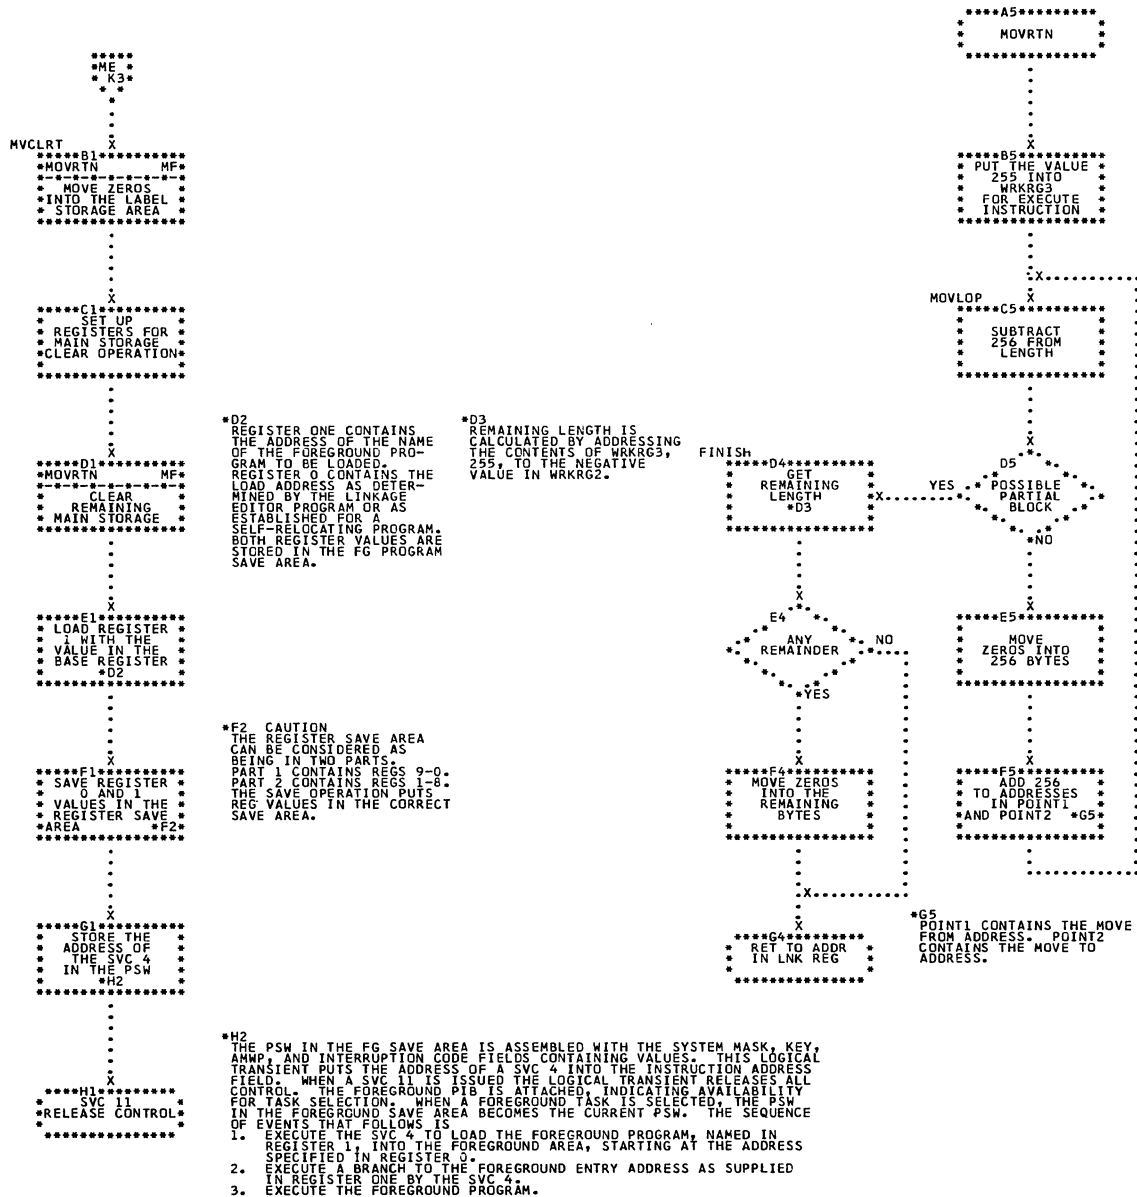 ME
K3
MVCLRT
B1
MOVRTN MF
MOVE ZEROS
INTO THE LABEL
STORAGE AREA
C1
SET UP
REGISTERS FOR
MAIN STORAGE
CLEAR OPERATION
D1
MOVRTN MF
CLEAR
REMAINING
MAIN STORAGE
E1
LOAD REGISTER
1 WITH THE
VALUE IN THE
BASE REGISTER
*D2
F1
SAVE REGISTER
0 AND 1
VALUES IN THE
REGISTER SAVE
AREA *F2
G1
STORE THE
ADDRESS OF
THE SVC 4
IN THE PSW
*H2
H1
SVC 11
RELEASE CONTROL
*D2
REGISTER ONE CONTAINS
THE ADDRESS OF THE NAME
OF THE FOREGROUND PRO-
GRAM TO BE LOADED.
REGISTER 0 CONTAINS THE
LOAD ADDRESS AS DETER-
MINED BY THE LINKAGE
EDITOR PROGRAM OR AS
ESTABLISHED FOR A
SELF-RELOCATING PROGRAM.
BOTH REGISTER VALUES ARE
STORED IN THE FG PROGRAM
SAVE AREA.
*F2 CAUTION
THE REGISTER SAVE AREA
CAN BE CONSIDERED AS
BEING IN TWO PARTS.
PART 1 CONTAINS REGS 9-0.
PART 2 CONTAINS REGS 1-8.
THE SAVE OPERATION PUTS
REG VALUES IN THE CORRECT
SAVE AREA.
*H2
THE PSW IN THE FG SAVE AREA IS ASSEMBLED WITH THE SYSTEM MASK, KEY,
AMWP, AND INTERRUPTION CODE FIELDS CONTAINING VALUES. THIS LOGICAL
TRANSIENT PUTS THE ADDRESS OF A SVC 4 INTO THE INSTRUCTION ADDRESS
FIELD. WHEN A SVC 11 IS ISSUED THE LOGICAL TRANSIENT RELEASES ALL
CONTROL. THE FOREGROUND PIB IS ATTACHED, INDICATING AVAILABILITY
FOR TASK SELECTION. WHEN A FOREGROUND TASK IS SELECTED, THE PSW
IN THE FOREGROUND SAVE AREA BECOMES THE CURRENT PSW. THE SEQUENCE
OF EVENTS THAT FOLLOWS IS
1. EXECUTE THE SVC 4 TO LOAD THE FOREGROUND PROGRAM, NAMED IN
REGISTER 1, INTO THE FOREGROUND AREA, STARTING AT THE ADDRESS
SPECIFIED IN REGISTER 0.
2. EXECUTE A BRANCH TO THE FOREGROUND ENTRY ADDRESS AS SUPPLIED
IN REGISTER ONE BY THE SVC 4.
3. EXECUTE THE FOREGROUND PROGRAM.
*D3
REMAINING LENGTH IS
CALCULATED BY ADDRESSING
THE CONTENTS OF WRKRG3,
255, TO THE NEGATIVE
VALUE IN WRKRG2.
A5
MOVRTN
B5
PUT THE VALUE
255 INTO
WRKRG3
FOR EXECUTE
INSTRUCTION
MOVLOP
C5
SUBTRACT
256 FROM
LENGTH
D5
POSSIBLE
PARTIAL
BLOCK
YES
NO
E5
MOVE
ZEROS INTO
256 BYTES
F5
ADD 256
TO ADDRESSES
IN POINT1
AND POINT2 *G5
*G5
POINT1 CONTAINS THE MOVE
FROM ADDRESS. POINT2
CONTAINS THE MOVE TO
ADDRESS.
FINISH
D4
GET
REMAINING
LENGTH
*D3
E4
ANY
REMAINDER
NO
YES
F4
MOVE ZEROS
INTO THE
REMAINING
BYTES
G4
RET TO ADDR
IN LNK REG